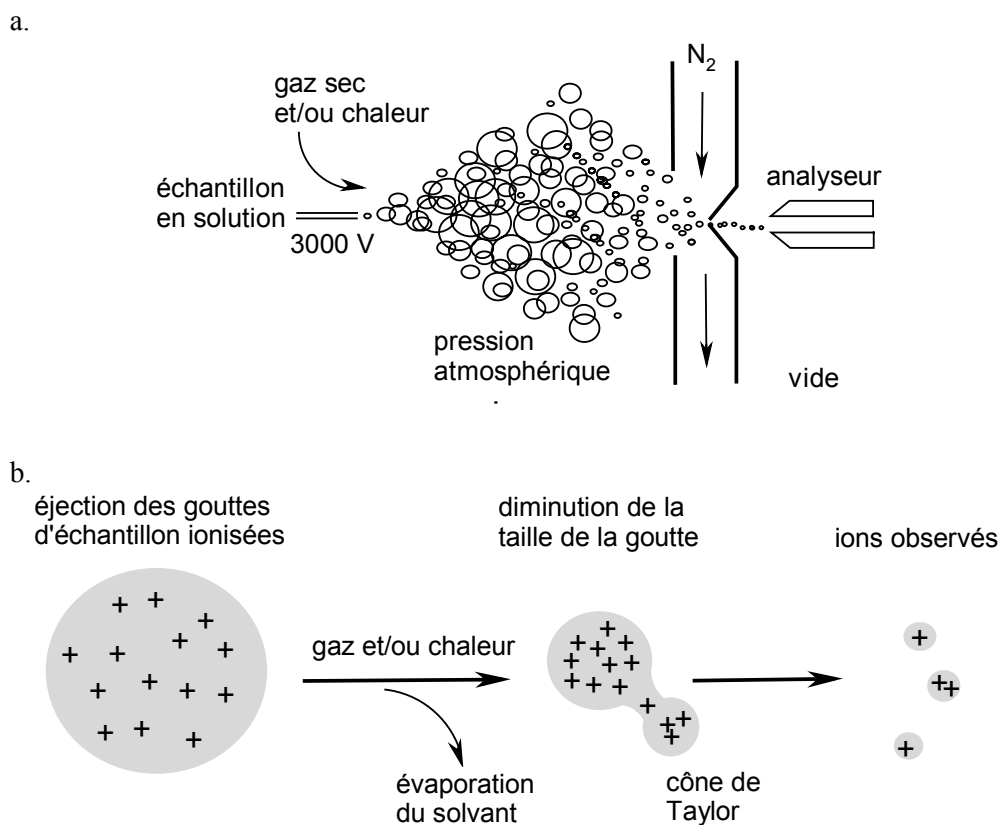 a.
gaz sec
et/ou chaleur
échantillon
en solution
3000 V
pression
atmosphérique
N2
analyseur
vide
b.
éjection des gouttes
d'échantillon ionisées
gaz et/ou chaleur
évaporation
du solvant
diminution de la
taille de la goutte
cône de
Taylor
ions observés